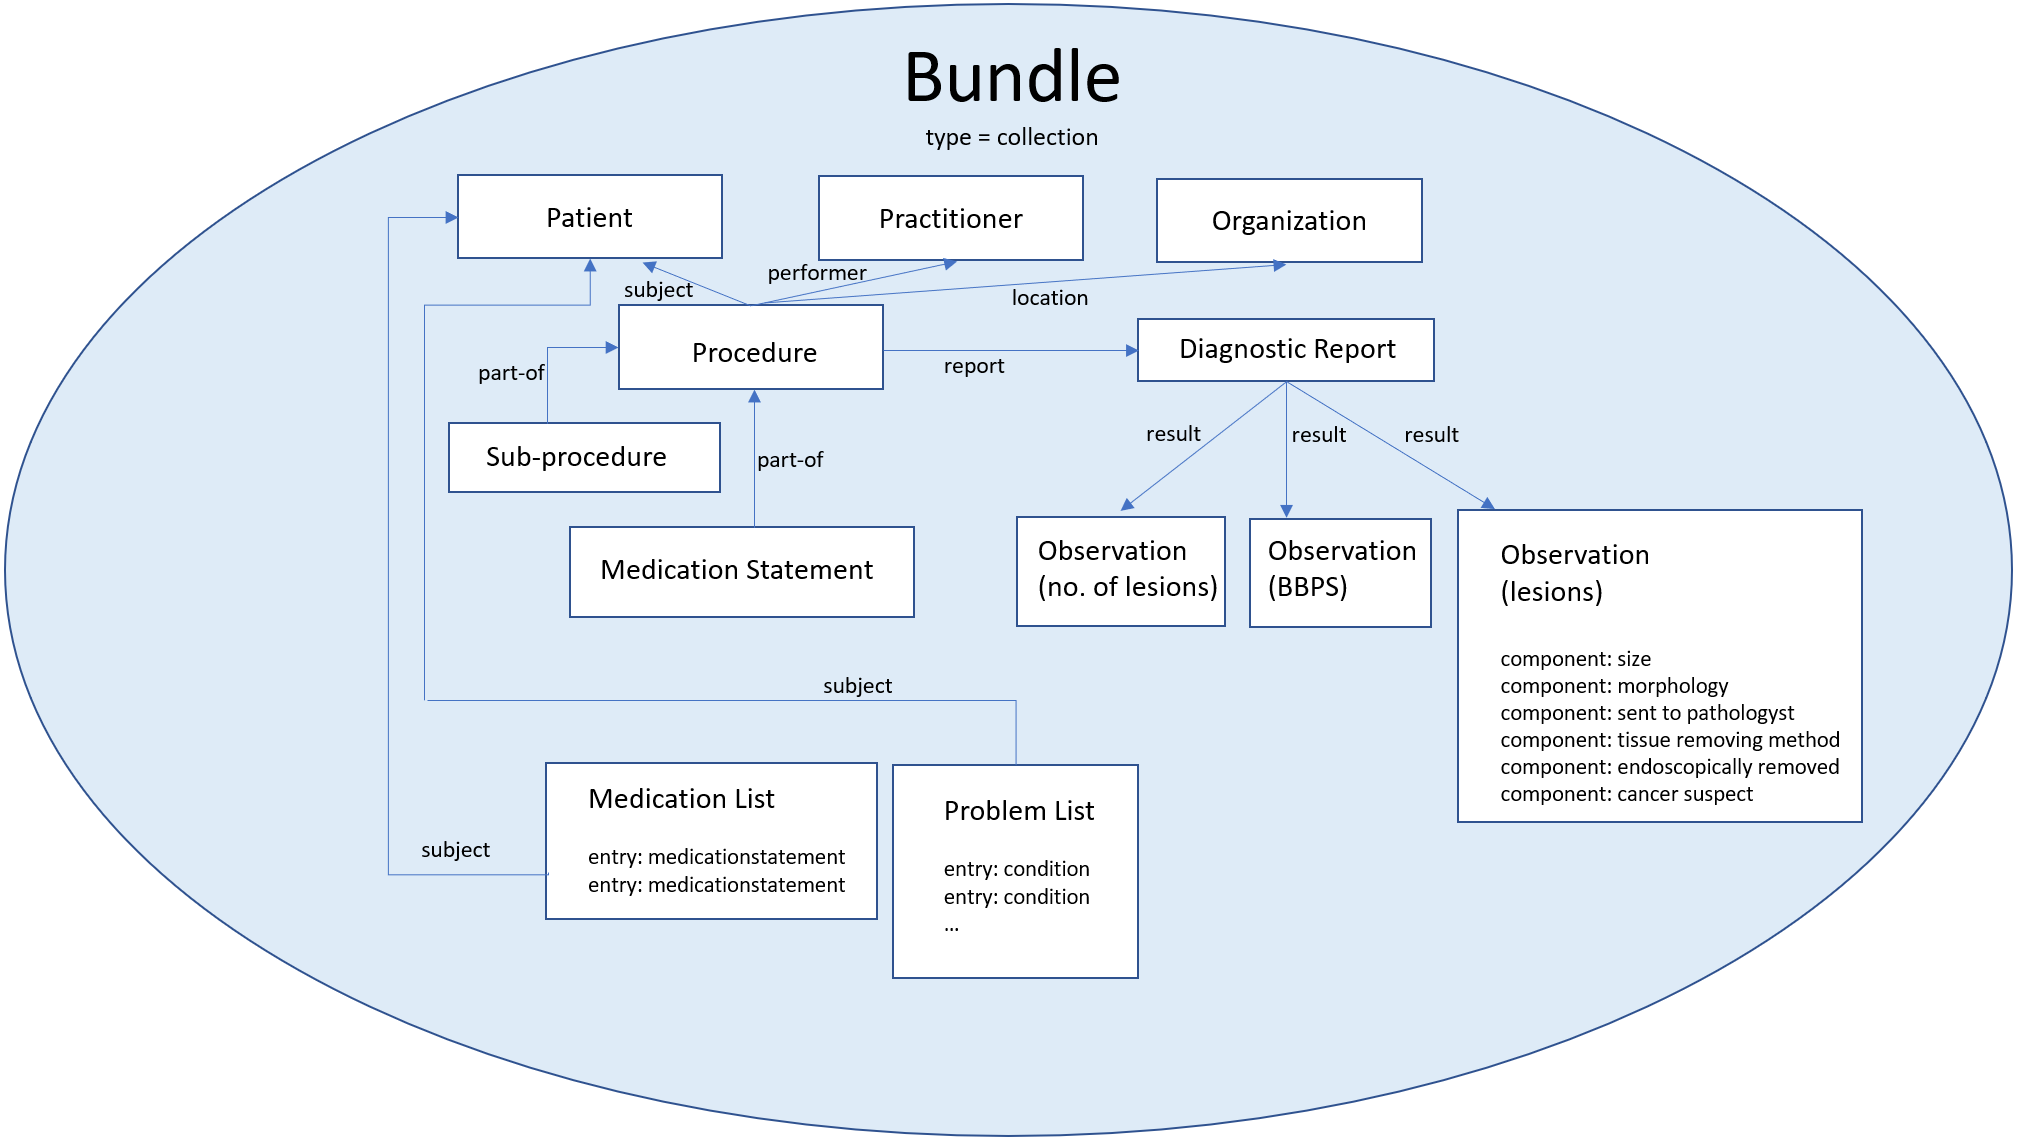 Bundle
type = collection
Patient
Practitioner
Organization
performer
subject
location
Procedure
Diagnostic Report
report
part-of
Sub-procedure
part-of
result
result
result
Medication Statement
Observation
(no. of lesions)
Observation
(BBPS)
Observation
(lesions)
component: size
component: morphology
component: sent to pathologyst
component: tissue removing method
component: endoscopically removed
component: cancer suspect
subject
Medication List
entry: medicationstatement
entry: medicationstatement
subject
Problem List
entry: condition
entry: condition
...